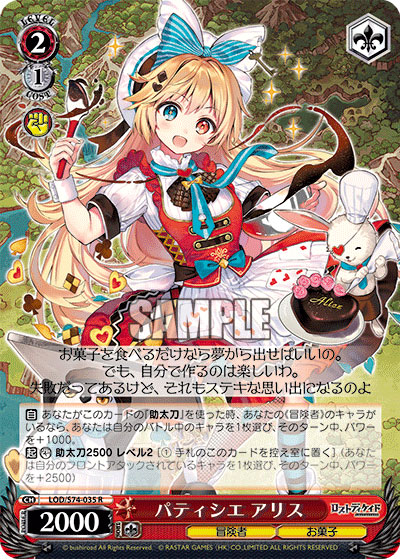 LEVEL
2
1
COST
Alice
SAMPLE
お菓子を食べるだけなら夢から出せばいいの。
でも、自分で作るのは楽しいわ。
失敗だってあるけど、それもステキな思い出になるのよ
【自】 あなたがこのカードの『助太刀』を使った時、あなたの《冒険者》のキャラが
いるなら、あなたは自分のバトル中のキャラを1枚選び、そのターン中、パワー
を+1000。
【起】 助太刀2500 レベル2 [① 手札のこのカードを控え室に置く] (あなたは
自分のフロントアタックされているキャラを1枚選び、そのターン中、パワーを
+2500)
CH LOD/S74-035 R
パティシエ アリス
ロストディケイド
2000
冒険者
お菓子
© bushiroad All Rights Reserved. © RASTAR GAMES (HK) CO.,LIMITED ALL RIGHTS RESERVED.